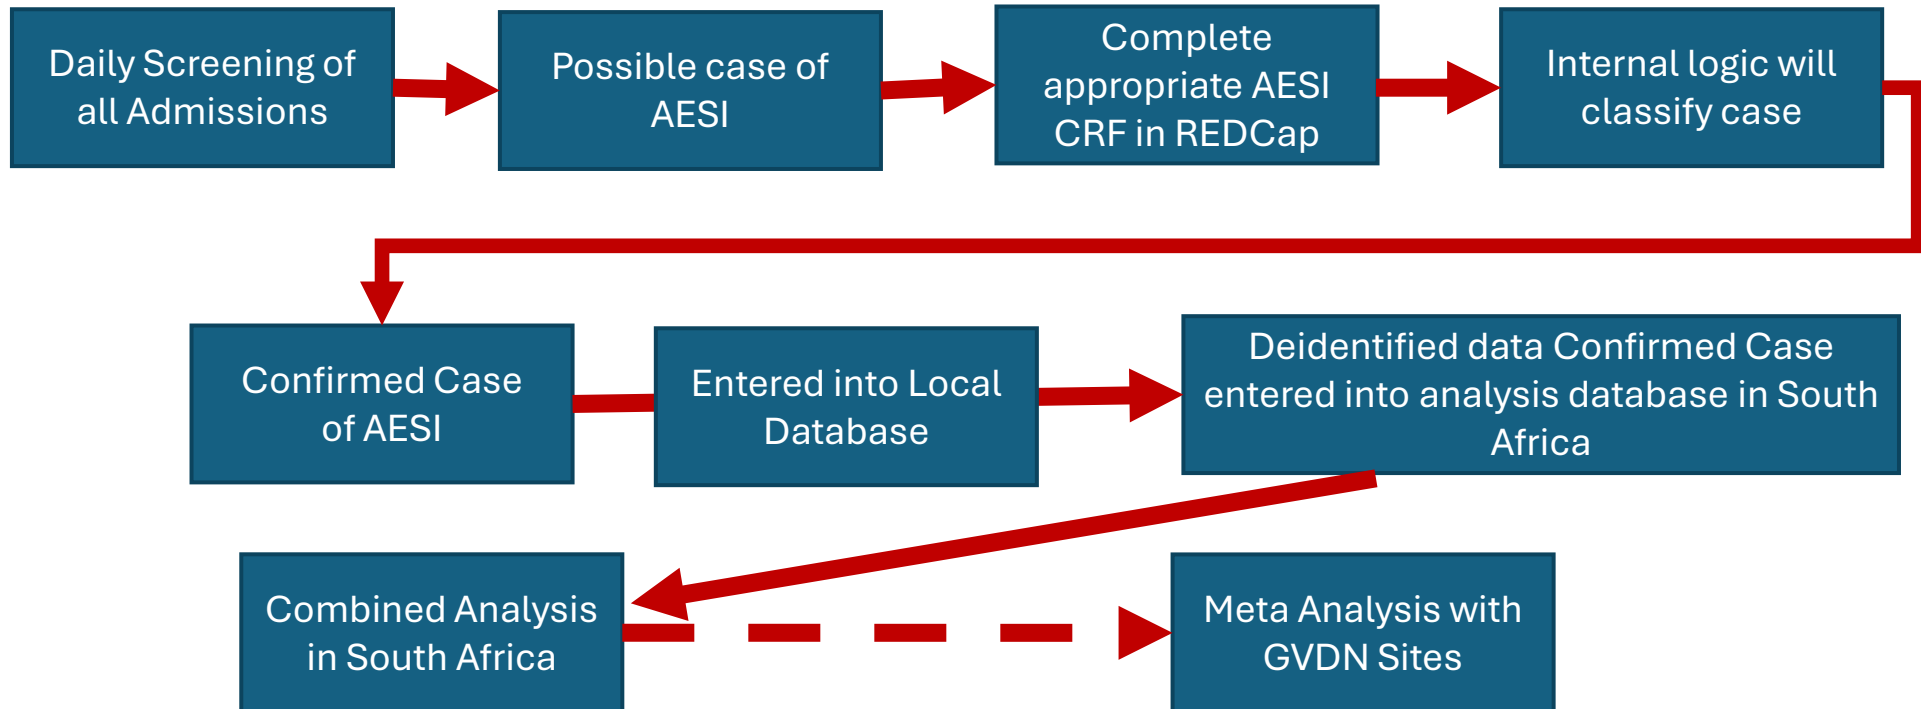 Daily Screening of
all Admissions
Possible case of
AESI
Complete
appropriate AESI
CRF in REDCap
Internal logic will
classify case
Confirmed Case
of AESI
Entered into Local
Database
Deidentified data Confirmed Case
entered into analysis database in South
Africa
Combined Analysis
in South Africa
Meta Analysis with
GVDN Sites